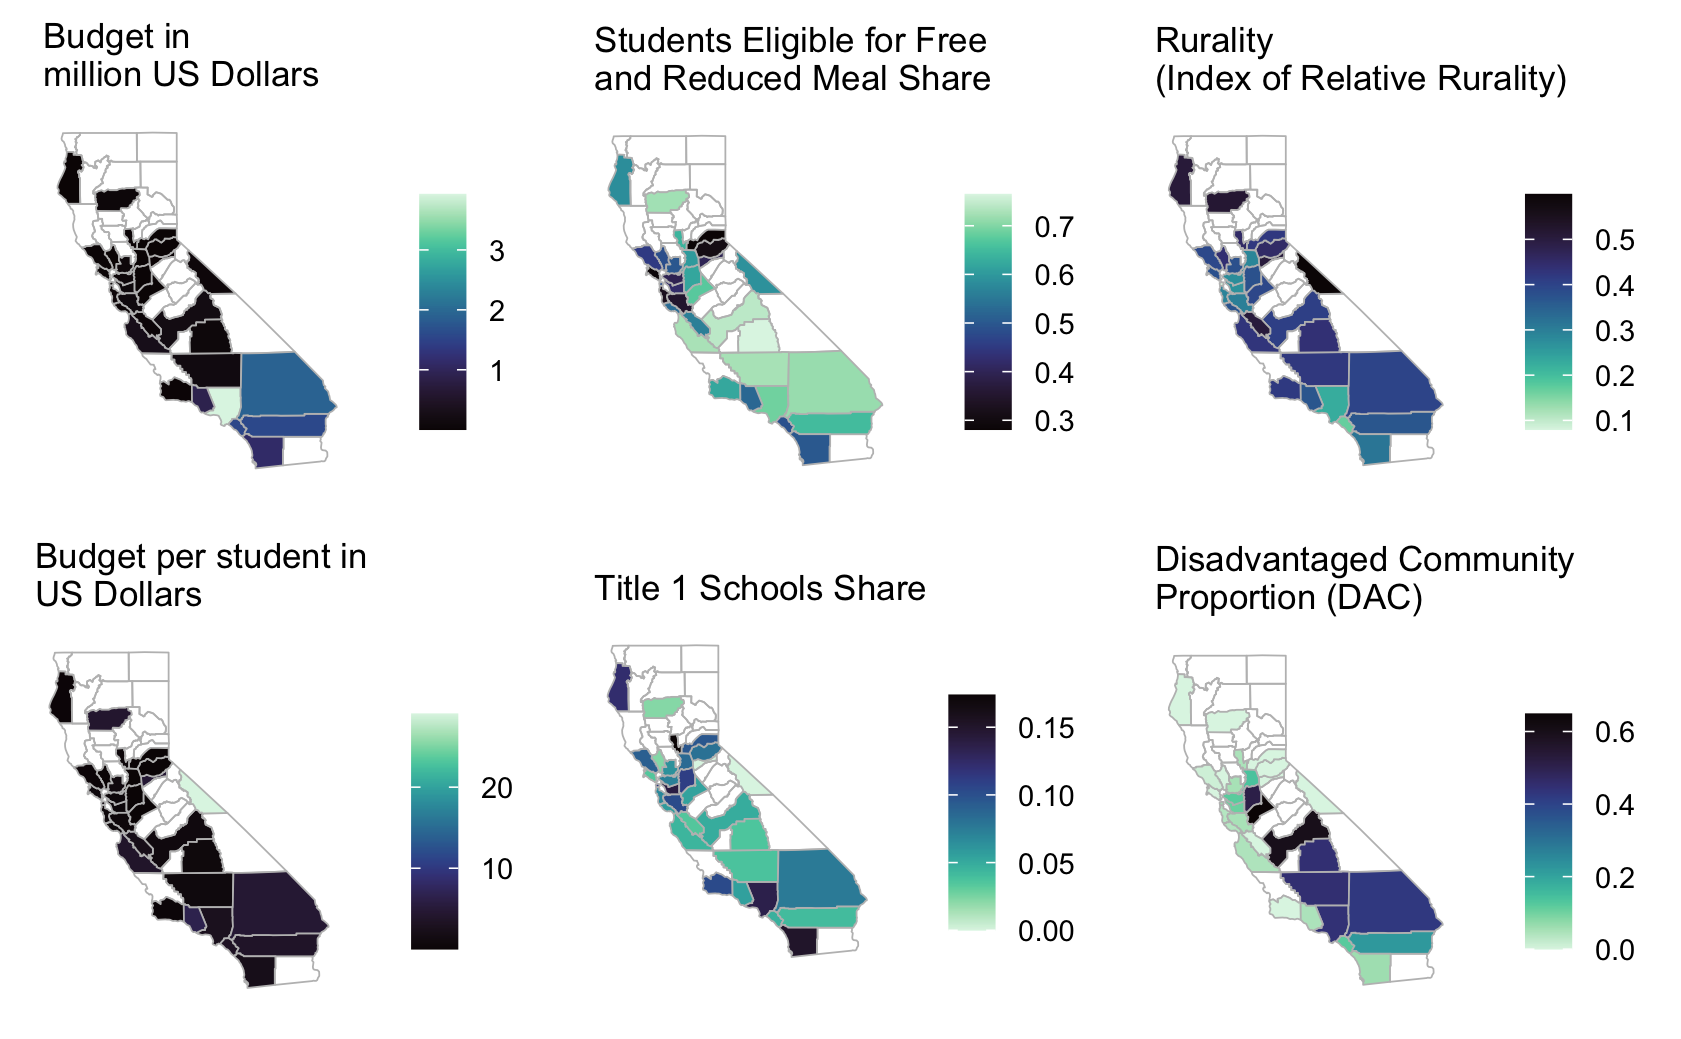 Budget in
million US Dollars
3
2
1
Students Eligible for Free
and Reduced Meal Share
0.7
0.6
0.5
0.4
0.3
Rurality
(Index of Relative Rurality)
0.5
0.4
0.3
0.2
0.1
Budget per student in
US Dollars
20
10
Title 1 Schools Share
0.15
0.10
0.05
0.00
Disadvantaged Community
Proportion (DAC)
0.6
0.4
0.2
0.0